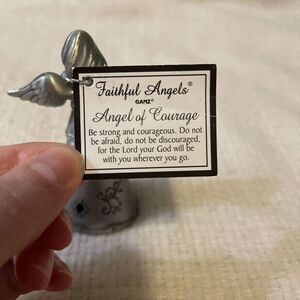 Faithful Angels®
GANZ®
Angel of Courage
Be strong and courageous. Do not
be afraid, do not be discouraged,
for the Lord your God will be
with you wherever you go.